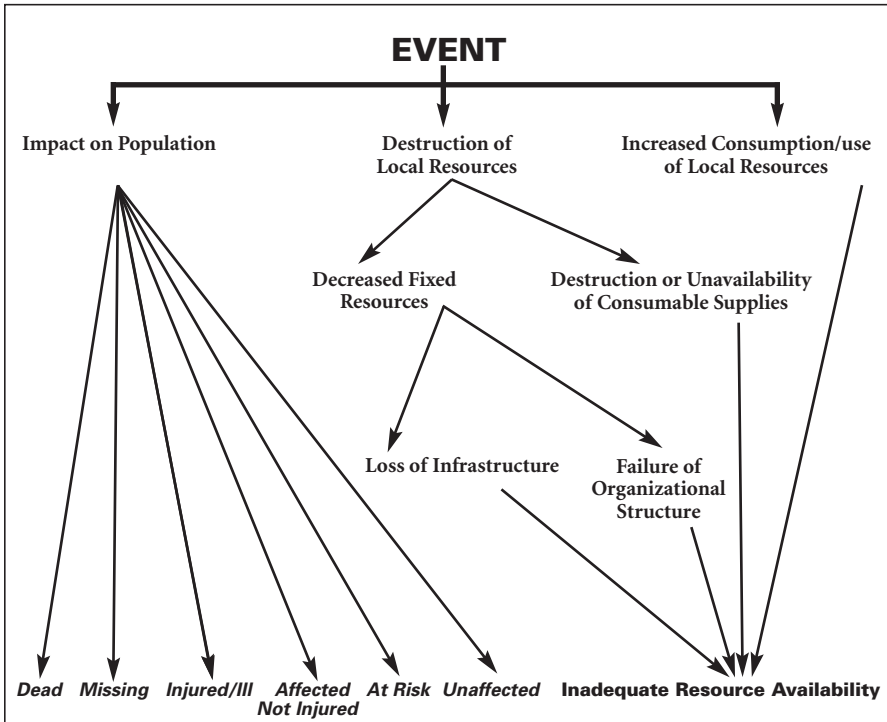 EVENT
Impact on Population
Destruction of
Local Resources
Increased Consumption/use
of Local Resources
Decreased Fixed
Resources
Destruction or Unavailability
of Consumable Supplies
Loss of Infrastructure
Failure of
Organizational
Structure
Dead
Missing
Injured/Ill
Affected
Not Injured
At Risk
Unaffected
Inadequate Resource Availability